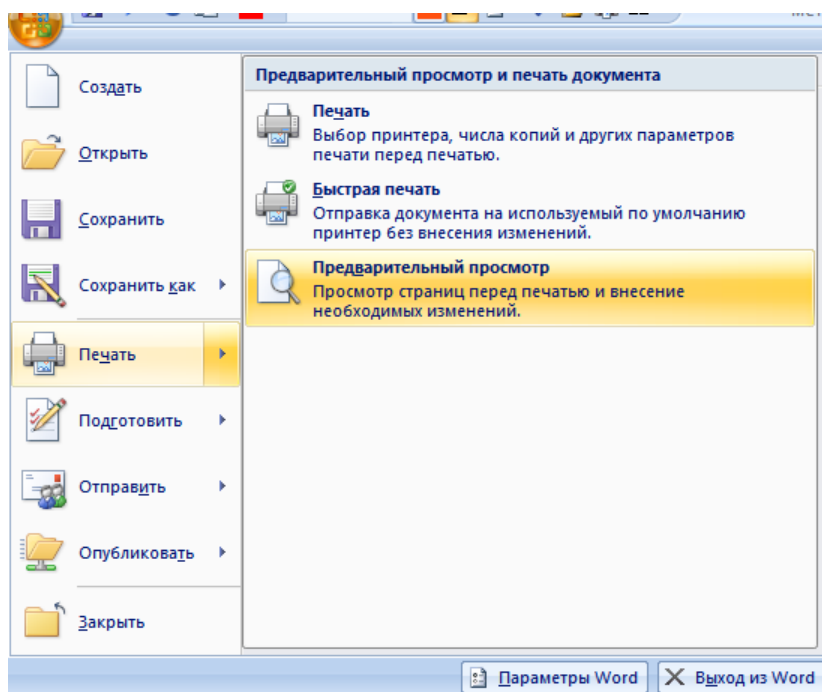 Создать
Открыть
Сохранить
Сохранить как
Печать
Подготовить
Отправить
Опубликовать
Закрыть
Предварительный просмотр и печать документа
Печать
Выбор принтера, числа копий и других параметров
печати перед печатью.
Быстрая печать
Отправка документа на используемый по умолчанию
принтер без внесения изменений.
Предварительный просмотр
Просмотр страниц перед печатью и внесение
необходимых изменений.
Параметры Word
Выход из Word